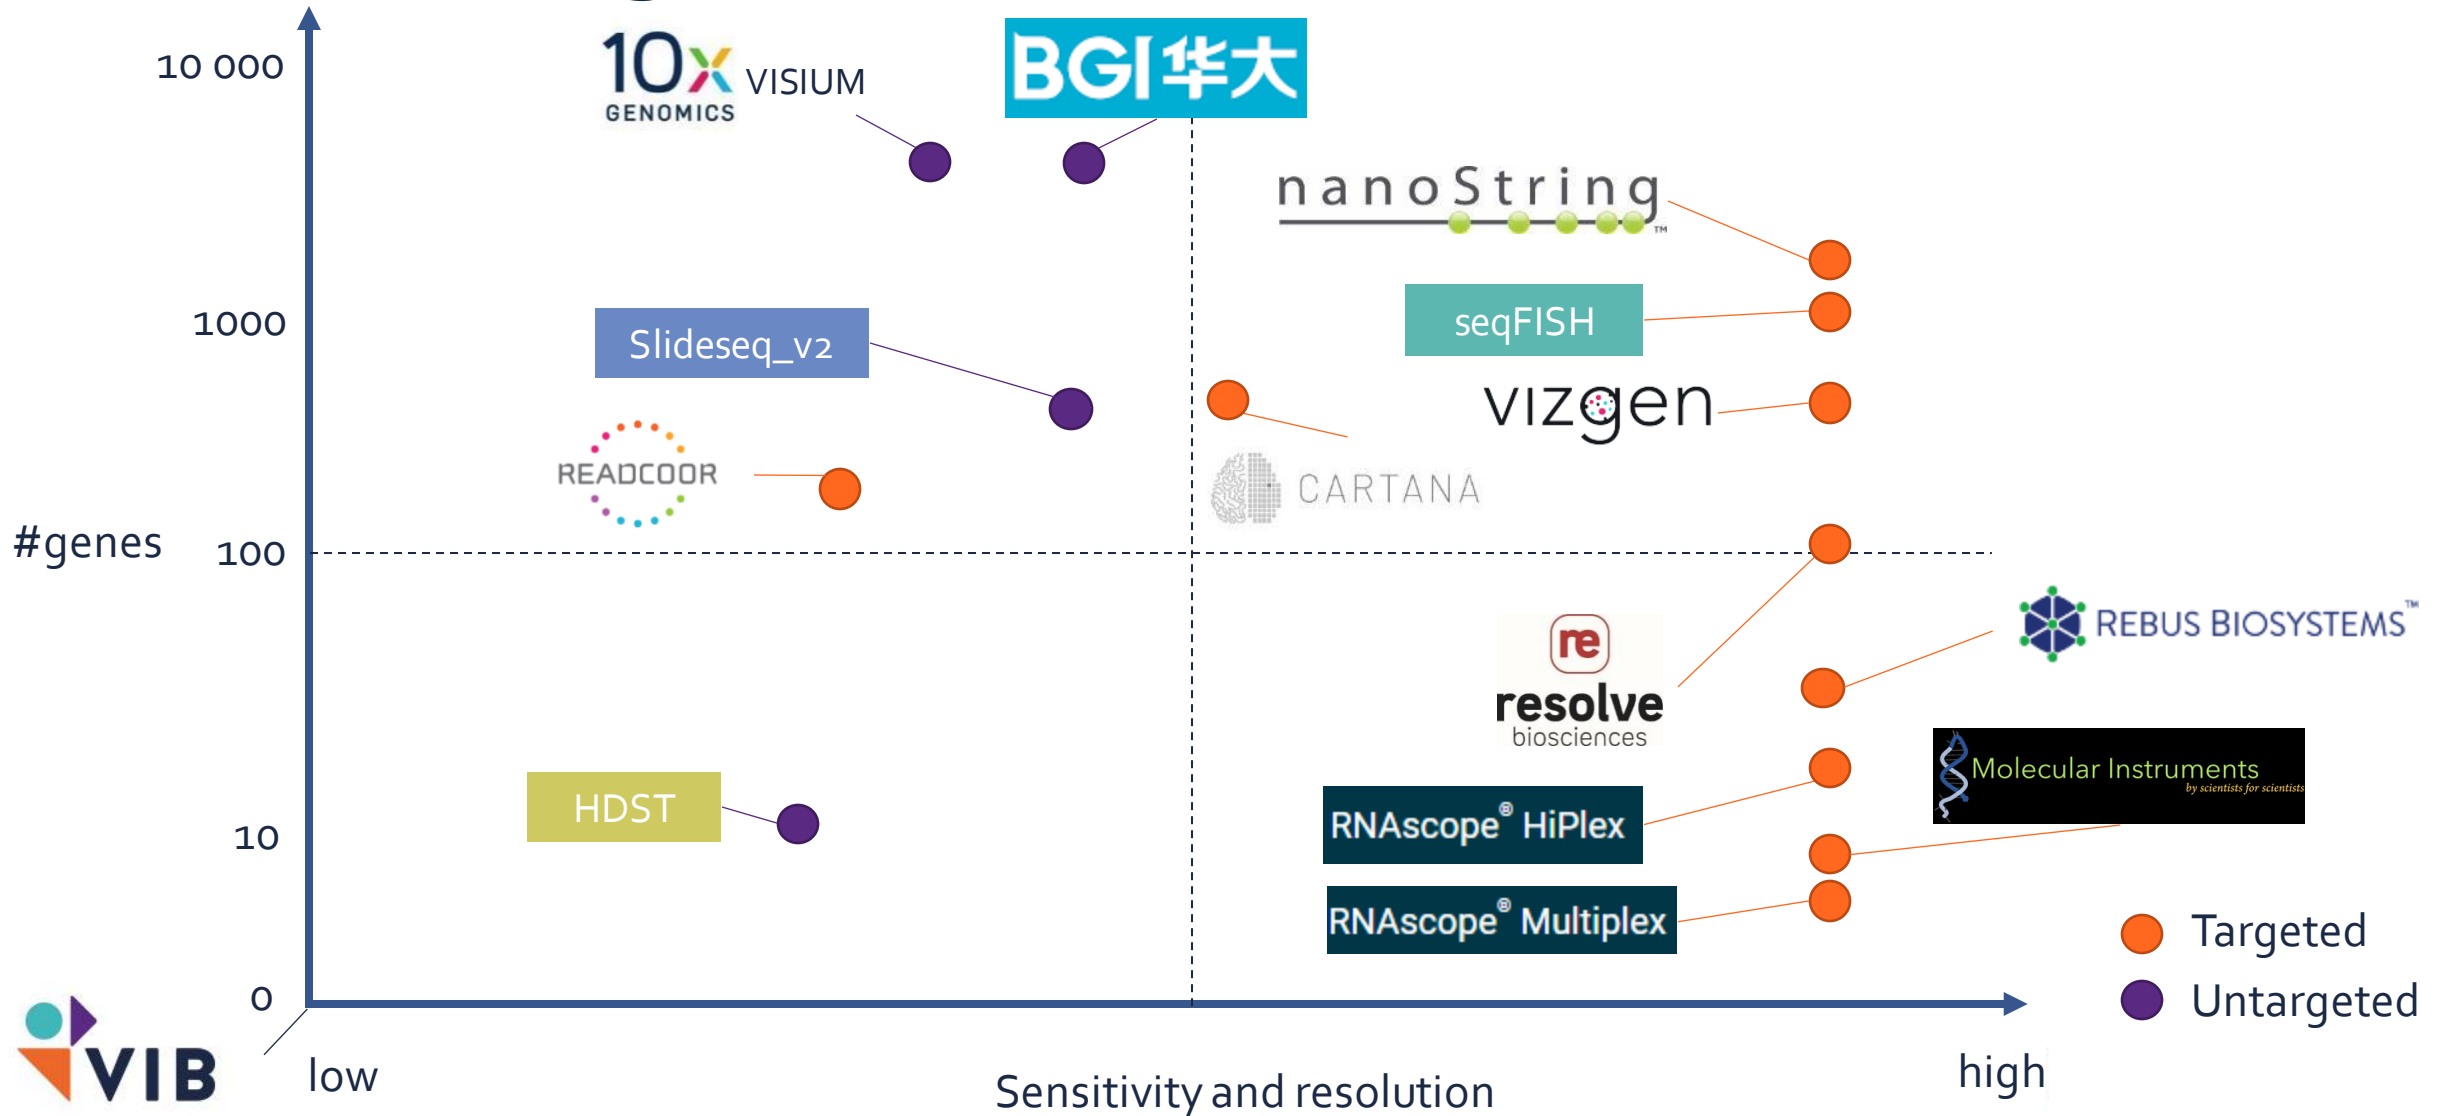 10 000
10x
GENOMICS
VISIUM
BGI华大
nanoString
TM
1000
Slideseq_v2
seqFISH
vizgen
READCOOR
CARTANA
#genes
100
REBUS BIOSYSTEMS™
re
resolve
biosciences
Molecular Instruments
by scientists for scientists
HDST
RNAscope® HiPlex
10
RNAscope® Multiplex
Targeted
0
Untargeted
VIB
low
Sensitivity and resolution
high